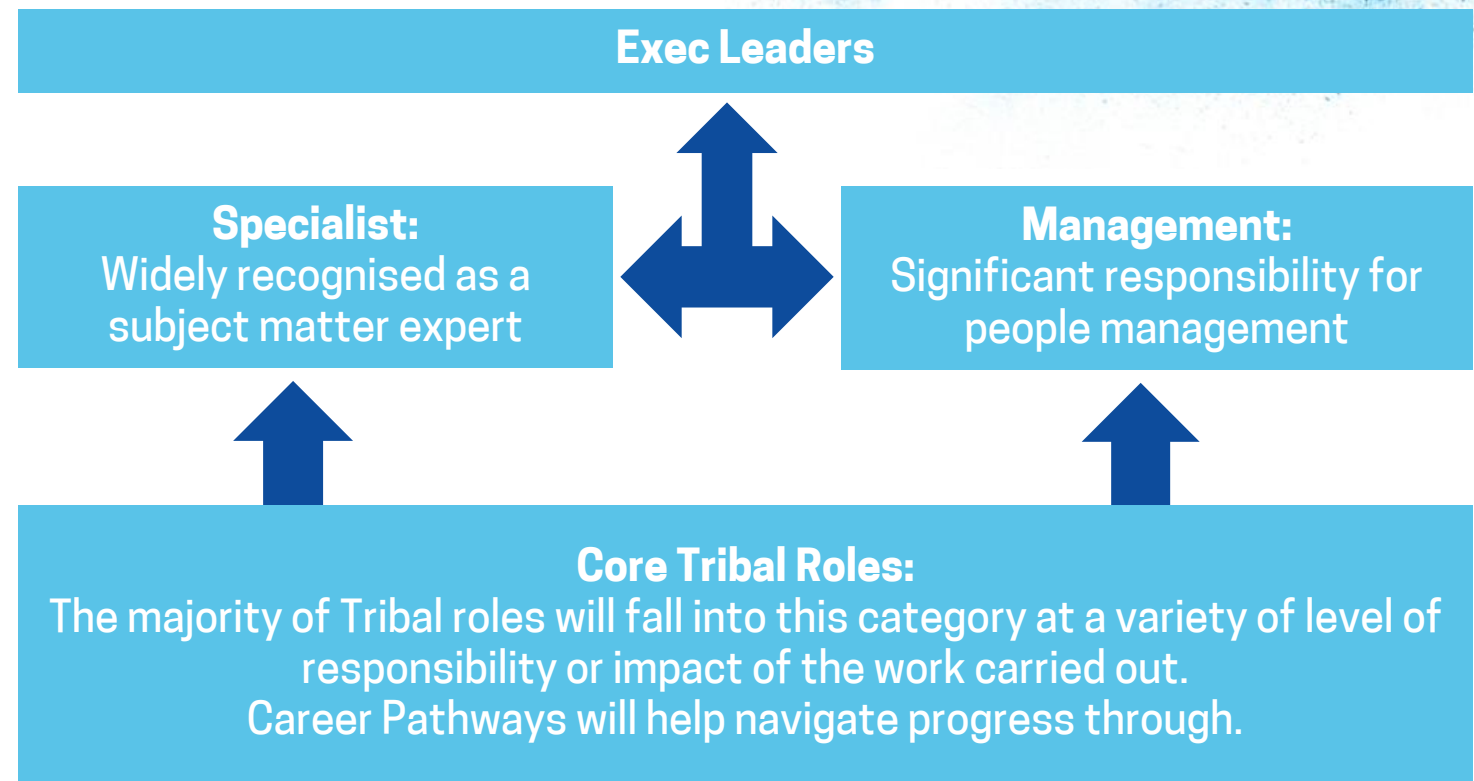 Exec Leaders
Specialist:
Widely recognised as a
subject matter expert
Management:
Significant responsibility for
people management
Core Tribal Roles:
The majority of Tribal roles will fall into this category at a variety of level of
responsibility or impact of the work carried out.
Career Pathways will help navigate progress through.